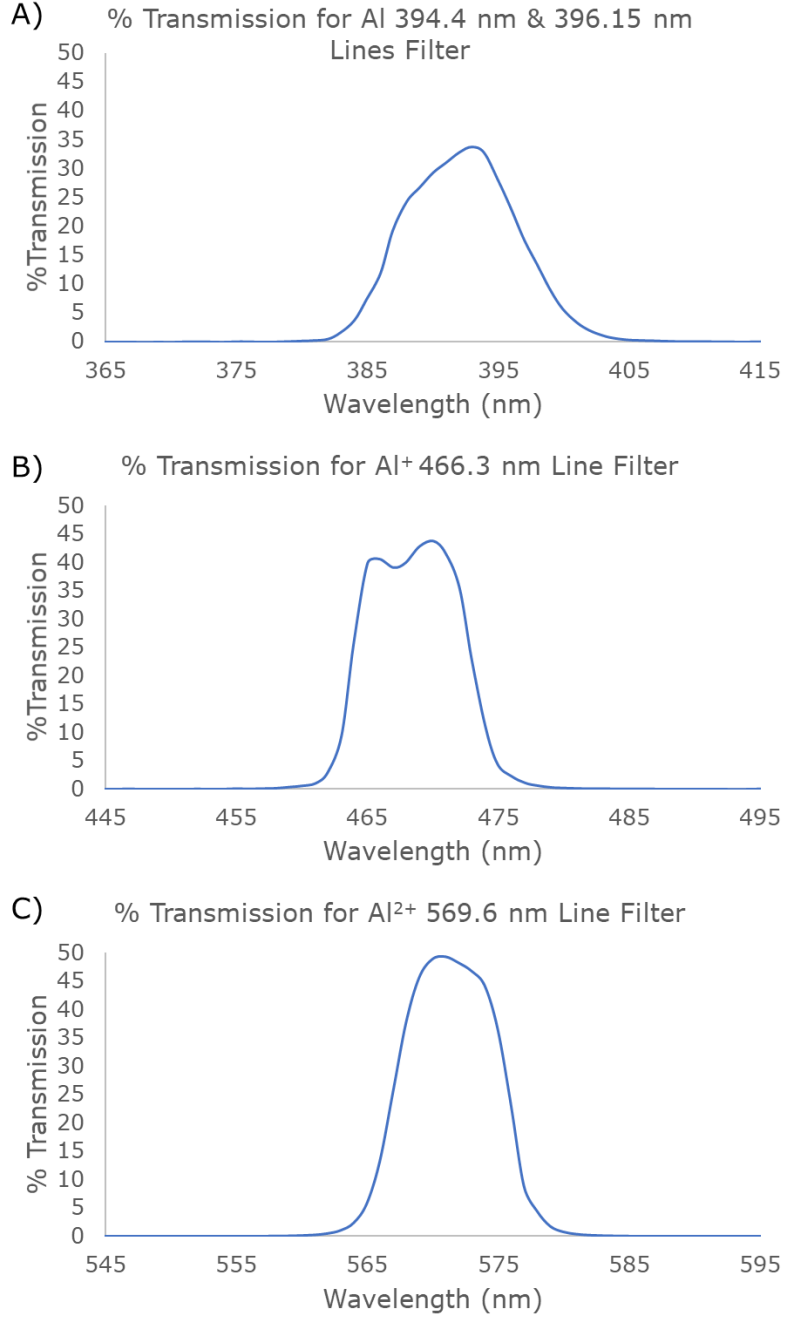 A)
% Transmission for Al 394.4 nm & 396.15 nm
Lines Filter
50
45
40
35
30
25
20
15
10
5
0
%Transmission
365 375 385 395 405 415
Wavelength (nm)
B)
% Transmission for Al⁺ 466.3 nm Line Filter
50
45
40
35
30
25
20
15
10
5
0
%Transmission
445 455 465 475 485 495
Wavelength (nm)
C)
% Transmission for Al²⁺ 569.6 nm Line Filter
50
45
40
35
30
25
20
15
10
5
0
% Transmission
545 555 565 575 585 595
Wavelength (nm)